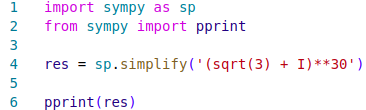 1 import sympy as sp
2 from sympy import pprint
3
4 res = sp.simplify('(sqrt(3) + I)**30')
5
6 pprint(res)